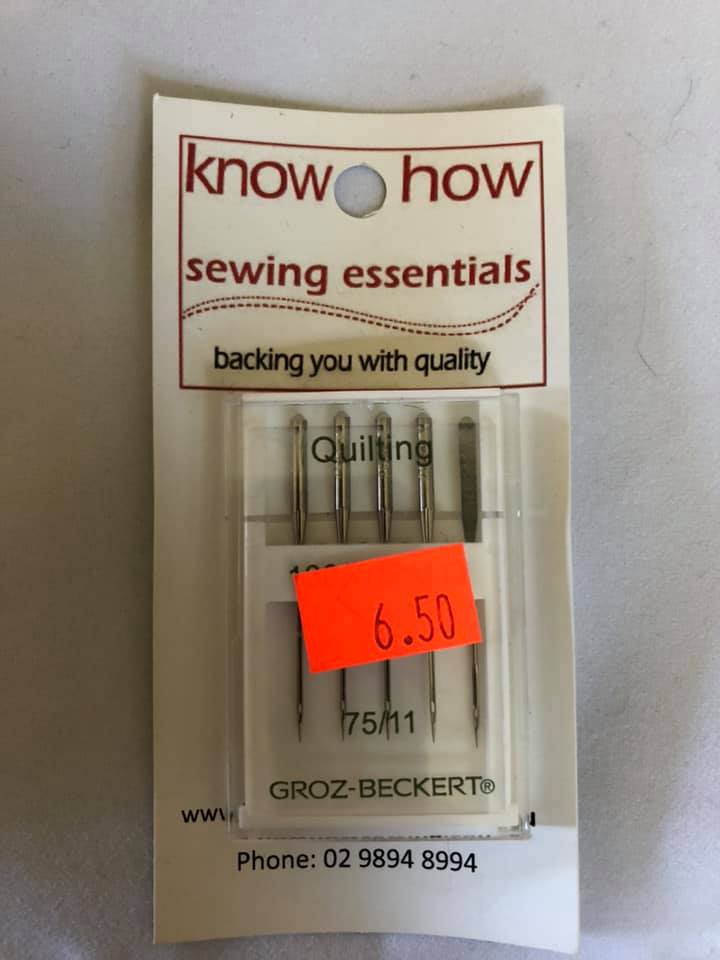 know how
sewing essentials
backing you with quality
Quilting
6.50
75/11
GROZ-BECKERT®
Phone: 02 9894 8994